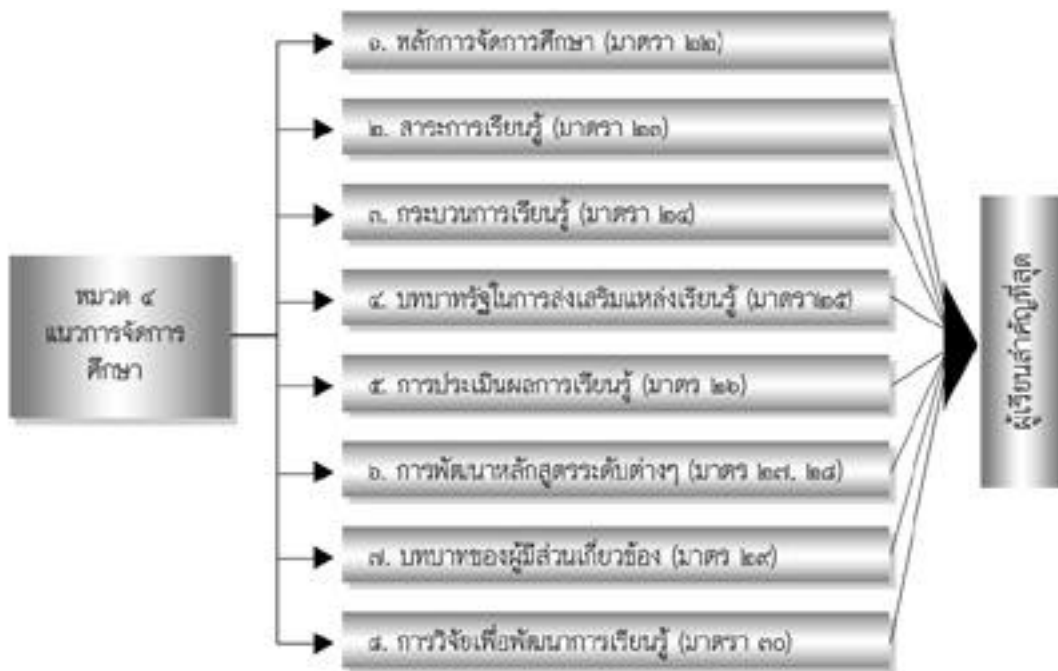 หมวด ๔
แนวการจัดการ
ศึกษา
๑. หลักการจัดการศึกษา (มาตรา ๒๒)
๒. สาระการเรียนรู้ (มาตรา ๒๓)
๓. กระบวนการเรียนรู้ (มาตรา ๒๔)
๔. บทบาทรัฐในการส่งเสริมแหล่งเรียนรู้ (มาตรา๒๕)
๕. การประเมินผลการเรียนรู้ (มาตร ๒๖)
๖. การพัฒนาหลักสูตรระดับต่างๆ (มาตร ๒๗, ๒๘)
๗. บทบาทของผู้มีส่วนเกี่ยวข้อง (มาตร ๒๙)
๘. การวิจัยเพื่อพัฒนาการเรียนรู้ (มาตรา ๓๐)
ผู้เรียนสำคัญที่สุด